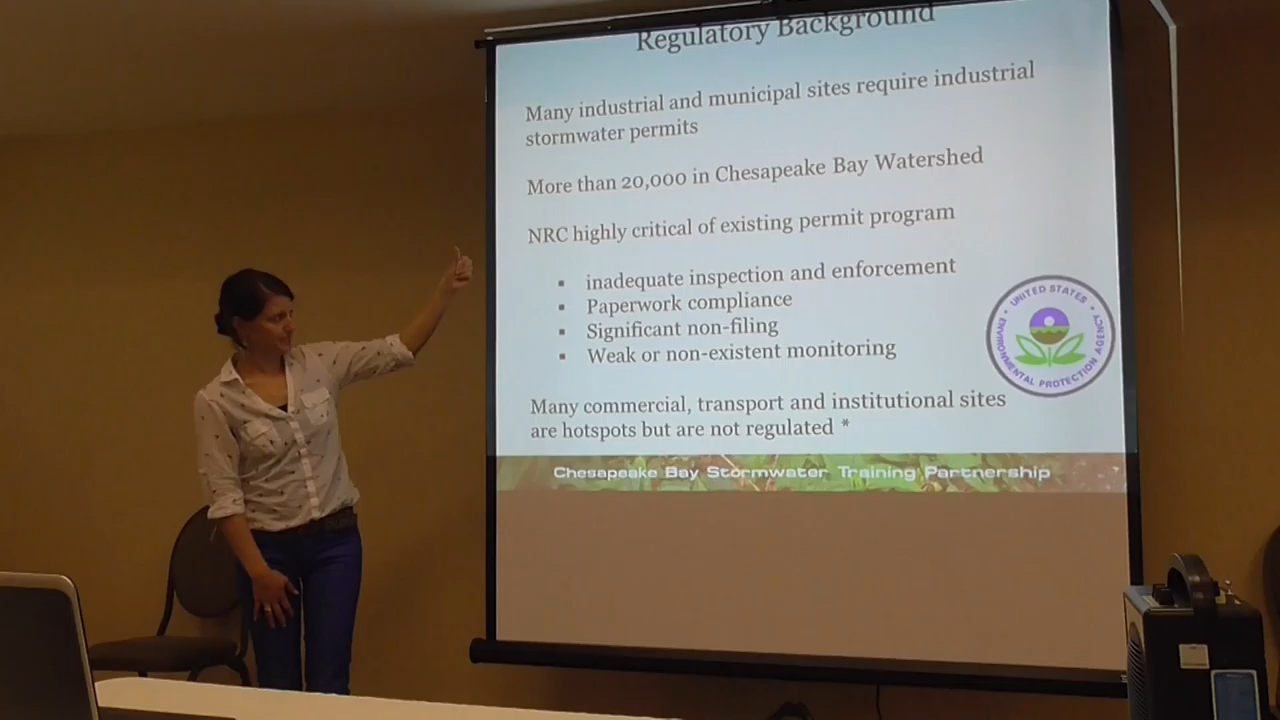 Regulatory Background
Many industrial and municipal sites require industrial
stormwater permits
More than 20,000 in Chesapeake Bay Watershed
NRC highly critical of existing permit program
▪ inadequate inspection and enforcement
▪ Paperwork compliance
▪ Significant non-filing
▪ Weak or non-existent monitoring
UNITED STATES
ENVIRONMENTAL PROTECTION AGENCY
Many commercial, transport and institutional sites
are hotspots but are not regulated *
Chesapeake Bay Stormwater Training Partnership